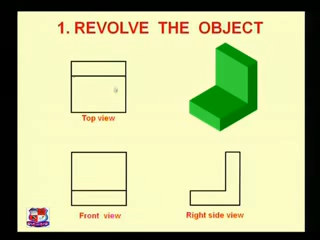 1. REVOLVE THE OBJECT
Top view
Front view
Right side view